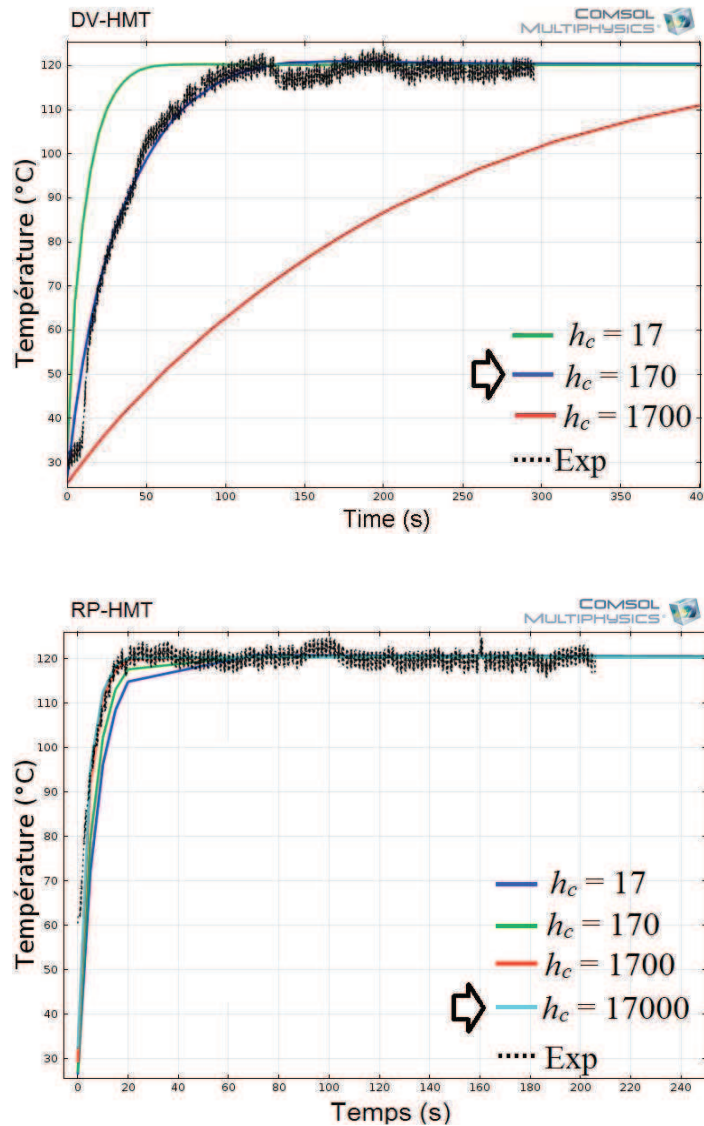 DV-HMT
COMSOL
MULTIPHYSICS®
Température (°C)
120
110
100
90
80
70
60
50
40
30
h_c = 17
h_c = 170
h_c = 1700
Exp
0 50 100 150 200 250 300 350 40
Time (s)
RP-HMT
COMSOL
MULTIPHYSICS®
Température (°C)
120
110
100
90
80
70
60
50
40
30
h_c = 17
h_c = 170
h_c = 1700
h_c = 17000
Exp
0 20 40 60 80 100 120 140 160 180 200 220 240
Temps (s)